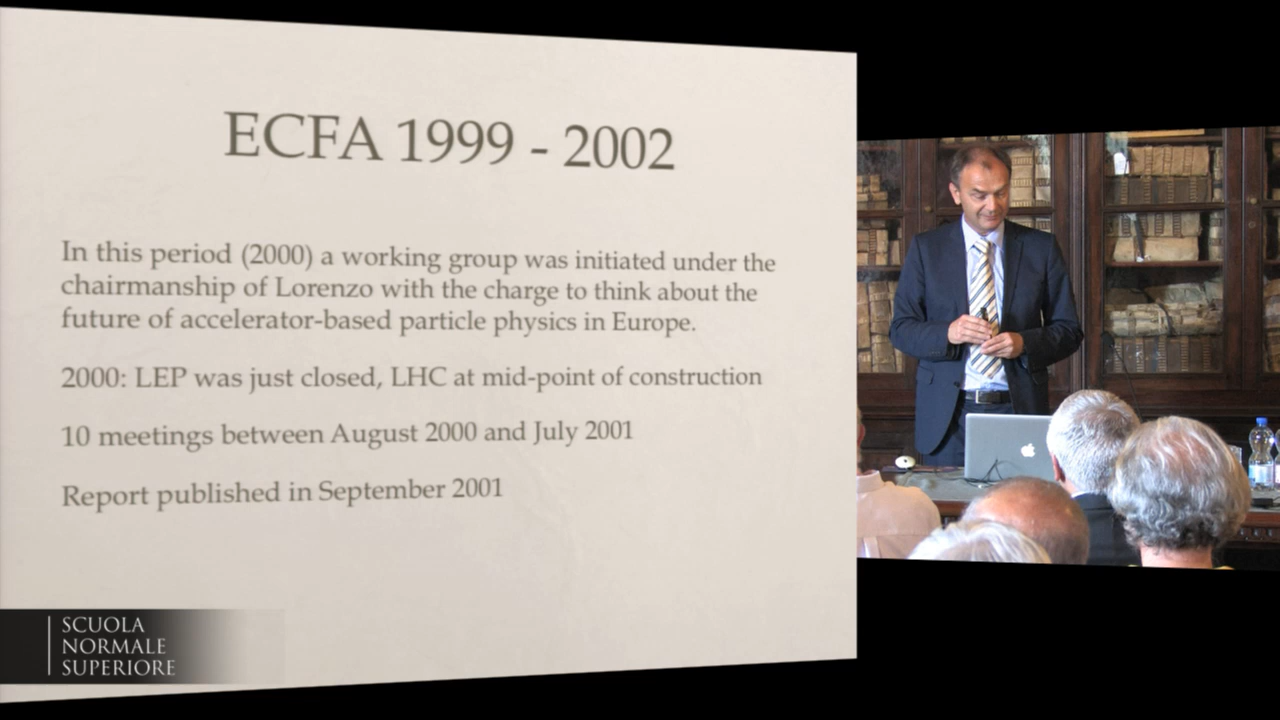 ECFA 1999 - 2002
In this period (2000) a working group was initiated under the
chairmanship of Lorenzo with the charge to think about the
future of accelerator-based particle physics in Europe.
2000: LEP was just closed, LHC at mid-point of construction
10 meetings between August 2000 and July 2001
Report published in September 2001
SCUOLA
NORMALE
SUPERIORE